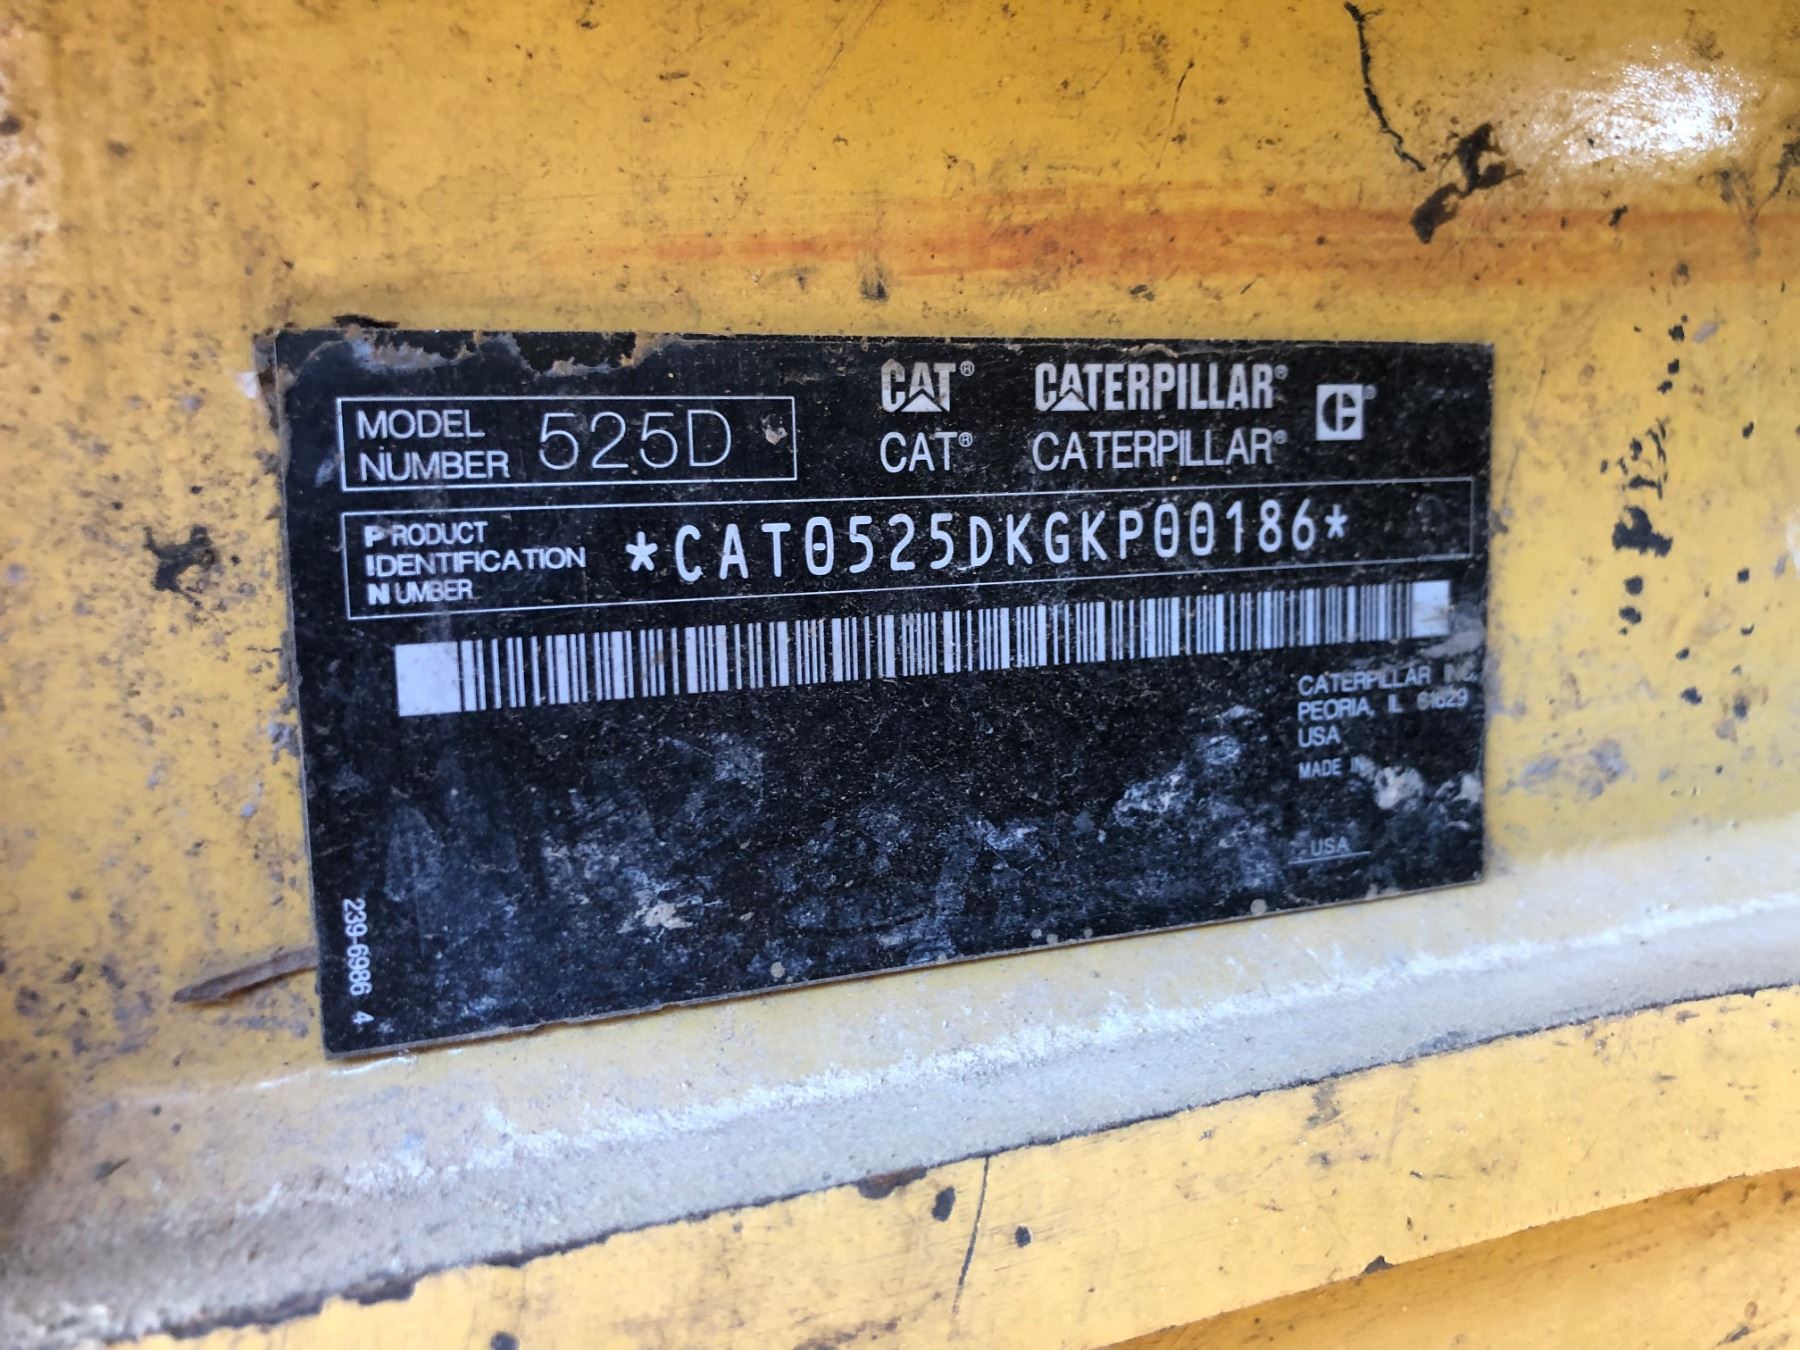 MODEL NUMBER 525D
CAT® CATERPILLAR®
CAT® CATERPILLAR®
PRODUCT IDENTIFICATION NUMBER *CAT0525DKGKP00186*
CATERPILLAR INC.
PEORIA, IL 61629
USA
MADE IN
USA
239-6986 4